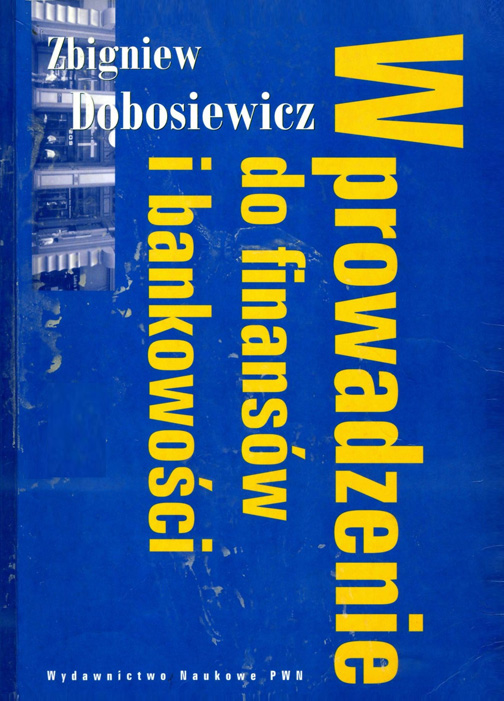 Zbigniew
Dobosiewicz
Wprowadzenie
do finansów
i bankowości
Wydawnictwo Naukowe PWN